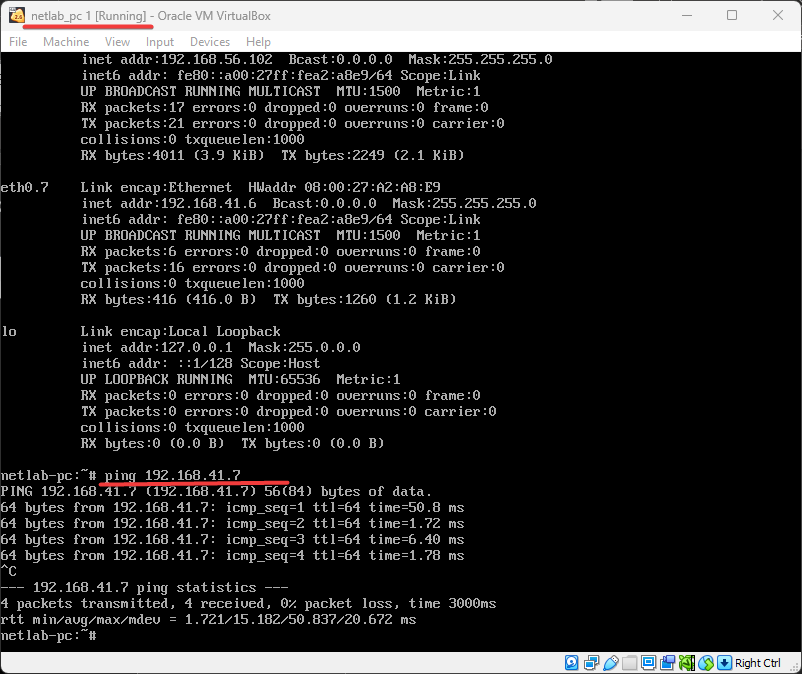 netlab_pc 1 [Running] - Oracle VM VirtualBox
File Machine View Input Devices Help
inet addr:192.168.56.102  Bcast:0.0.0.0  Mask:255.255.255.0
inet6 addr: fe80::a00:27ff:fea2:a8e9/64 Scope:Link
UP BROADCAST RUNNING MULTICAST  MTU:1500  Metric:1
RX packets:17 errors:0 dropped:0 overruns:0 frame:0
TX packets:21 errors:0 dropped:0 overruns:0 carrier:0
collisions:0 txqueuelen:1000
RX bytes:4011 (3.9 KiB)  TX bytes:2249 (2.1 KiB)
eth0.7    Link encap:Ethernet  HWaddr 08:00:27:A2:A8:E9
inet addr:192.168.41.6  Bcast:0.0.0.0  Mask:255.255.255.0
inet6 addr: fe80::a00:27ff:fea2:a8e9/64 Scope:Link
UP BROADCAST RUNNING MULTICAST  MTU:1500  Metric:1
RX packets:6 errors:0 dropped:0 overruns:0 frame:0
TX packets:16 errors:0 dropped:0 overruns:0 carrier:0
collisions:0 txqueuelen:1000
RX bytes:416 (416.0 B)  TX bytes:1260 (1.2 KiB)
lo        Link encap:Local Loopback
inet addr:127.0.0.1  Mask:255.0.0.0
inet6 addr: ::1/128 Scope:Host
UP LOOPBACK RUNNING  MTU:65536  Metric:1
RX packets:0 errors:0 dropped:0 overruns:0 frame:0
TX packets:0 errors:0 dropped:0 overruns:0 carrier:0
collisions:0 txqueuelen:1000
RX bytes:0 (0.0 B)  TX bytes:0 (0.0 B)
netlab-pc:~# ping 192.168.41.7
PING 192.168.41.7 (192.168.41.7) 56(84) bytes of data.
64 bytes from 192.168.41.7: icmp_seq=1 ttl=64 time=50.8 ms
64 bytes from 192.168.41.7: icmp_seq=2 ttl=64 time=1.72 ms
64 bytes from 192.168.41.7: icmp_seq=3 ttl=64 time=6.40 ms
64 bytes from 192.168.41.7: icmp_seq=4 ttl=64 time=1.78 ms
^C
--- 192.168.41.7 ping statistics ---
4 packets transmitted, 4 received, 0% packet loss, time 3000ms
rtt min/avg/max/mdev = 1.721/15.182/50.837/20.672 ms
netlab-pc:~#
Right Ctrl